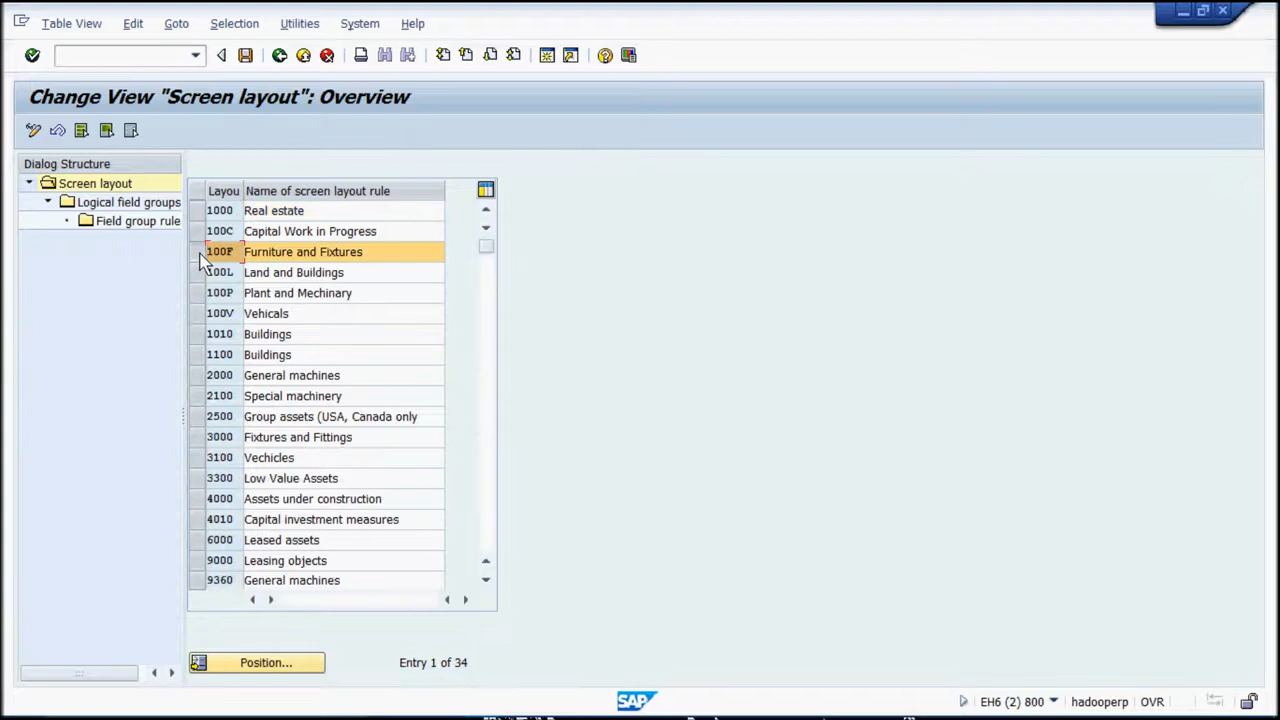 Table View Edit Goto Selection Utilities System Help
Change View "Screen layout": Overview
Dialog Structure
Screen layout
Logical field groups
Field group rule
Layou Name of screen layout rule
1000 Real estate
100C Capital Work in Progress
100F Furniture and Fixtures
100L Land and Buildings
100P Plant and Mechinary
100V Vehicals
1010 Buildings
1100 Buildings
2000 General machines
2100 Special machinery
2500 Group assets (USA, Canada only
3000 Fixtures and Fittings
3100 Vechicles
3300 Low Value Assets
4000 Assets under construction
4010 Capital investment measures
6000 Leased assets
9000 Leasing objects
9360 General machines
Position... Entry 1 of 34
SAP EH6 (2) 800 hadooperp OVR